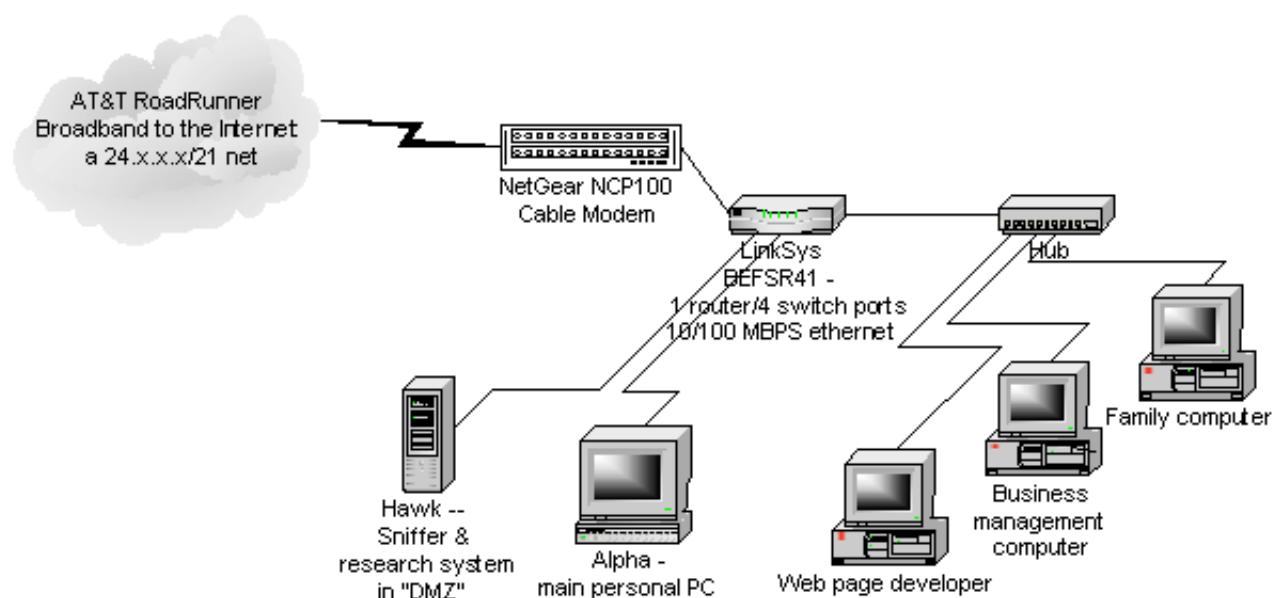 AT&T RoadRunner
Broadband to the Internet
a 24.x.x.x/21 net
NetGear NCP100
Cable Modem
LinkSys
BEFSR41 -
1 router/4 switch ports
10/100 MBPS ethernet
Hub
Family computer
Business
management
computer
Hawk --
Sniffer &
research system
in "DMZ"
Alpha -
main personal PC
Web page developer